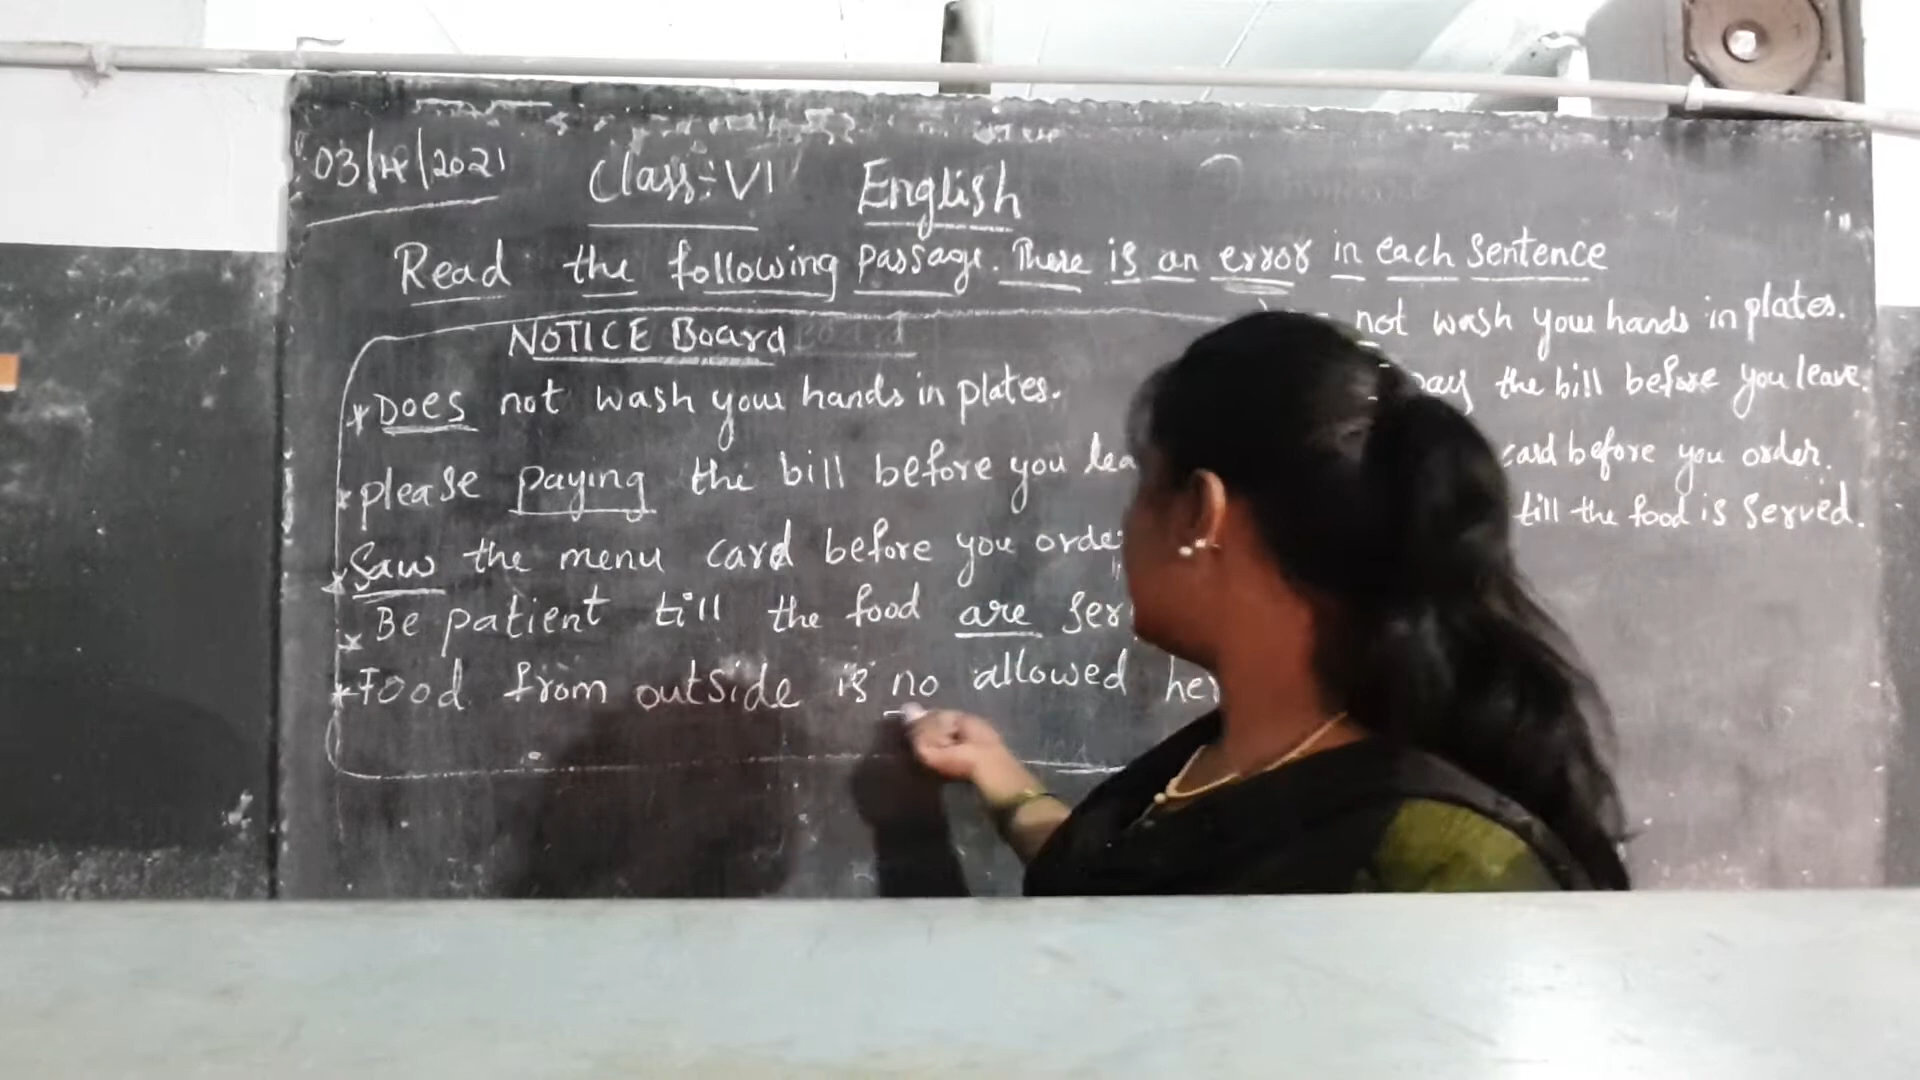 03/14/2021 Class:-VI English
Read the following passage. There is an error in each sentence
NOTICE Board
* DOES not wash your hands in plates.
* please paying the bill before you lea
* Saw the menu card before you order
* Be patient till the food are ser
* Food from outside is no allowed her
not wash your hands in plates.
pay the bill before you leave.
card before you order.
till the food is served.